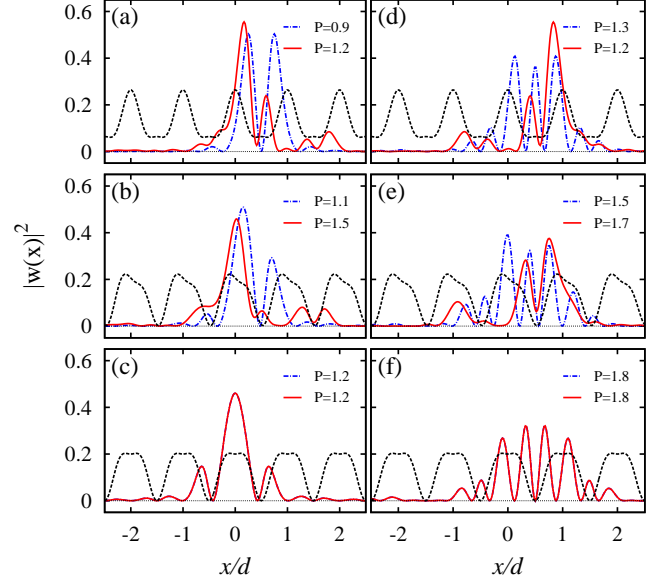 (a)
P=0.9
P=1.2
0.6
0.4
0.2
0
(d)
P=1.3
P=1.2
(b)
P=1.1
P=1.5
0.6
0.4
0.2
0
|w(x)|²
(e)
P=1.5
P=1.7
(c)
P=1.2
P=1.2
0.6
0.4
0.2
0
(f)
P=1.8
P=1.8
-2 -1 0 1 2
-2 -1 0 1 2
x/d
x/d